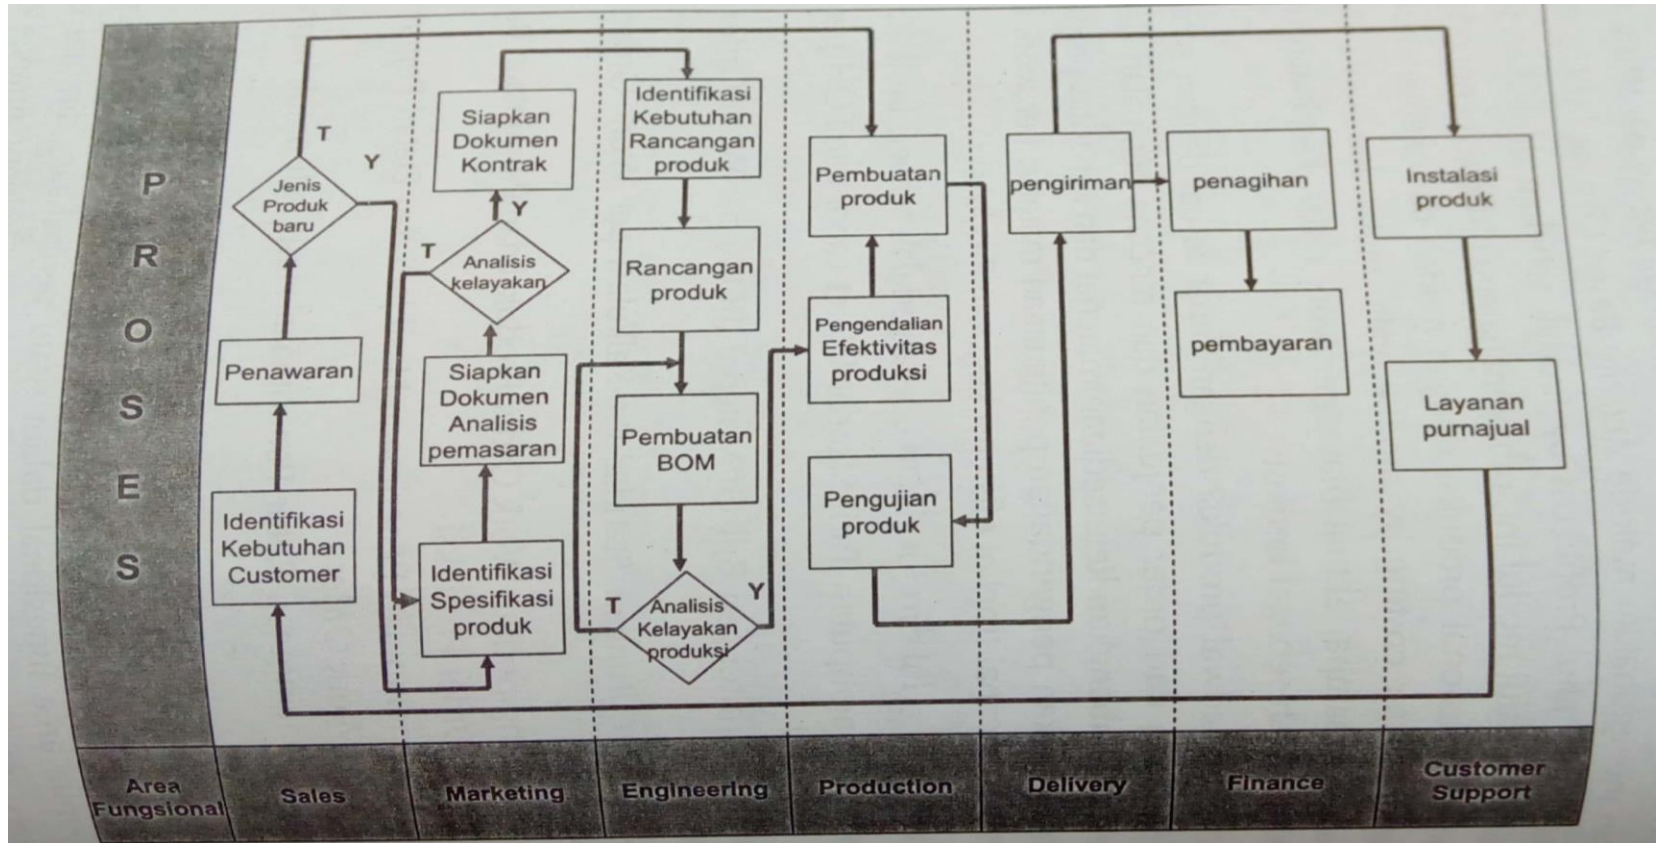 P
R
O
S
E
S
T
Y
Jenis
Produk
baru
Penawaran
Identifikasi
Kebutuhan
Customer
Siapkan
Dokumen
Kontrak
Y
T
Analisis
kelayakan
Siapkan
Dokumen
Analisis
pemasaran
Identifikasi
Spesifikasi
produk
Identifikasi
Kebutuhan
Rancangan
produk
Rancangan
produk
Pembuatan
BOM
T
Y
Analisis
Kelayakan
produksi
Pembuatan
produk
Pengendalian
Efektivitas
produksi
Pengujian
produk
pengiriman
penagihan
pembayaran
Instalasi
produk
Layanan
purnajual
Area
Fungsional
Sales
Marketing
Engineering
Production
Delivery
Finance
Customer
Support